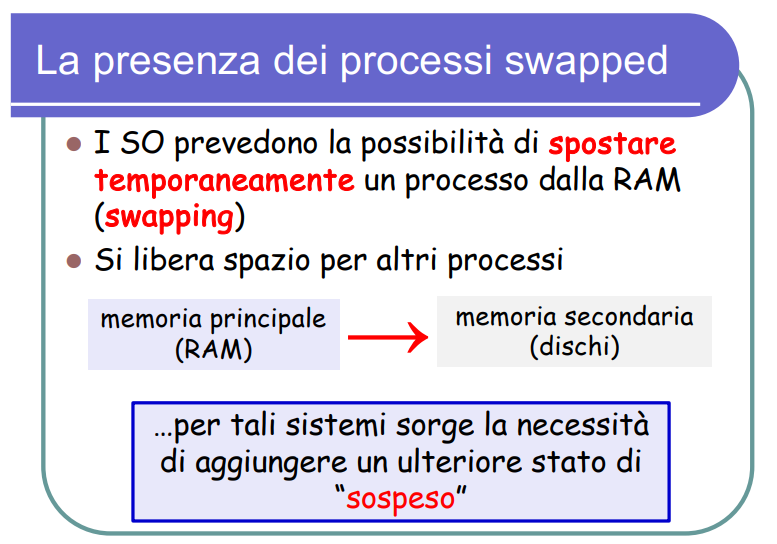 La presenza dei processi swapped
I SO prevedono la possibilità di spostare
temporaneamente un processo dalla RAM
(swapping)
Si libera spazio per altri processi
memoria principale
(RAM)
memoria secondaria
(dischi)
…per tali sistemi sorge la necessità
di aggiungere un ulteriore stato di
“sospeso”